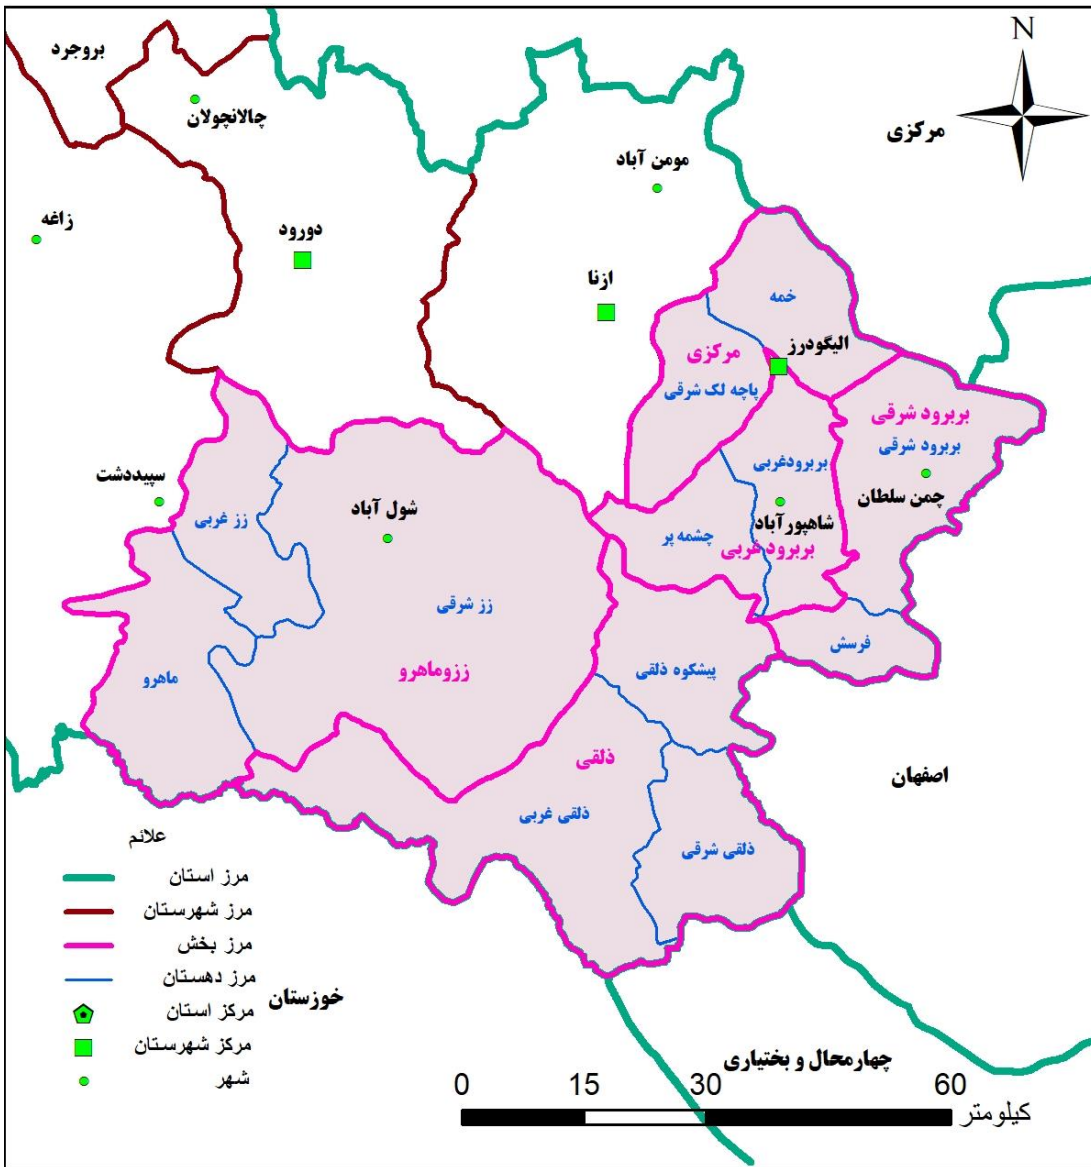 N
بروجرد
چالانچولان
مرکزی
مومن آباد
زاغه
دورود
ازنا
خمه
الیگودرز
مرکزی
پاچه لک شرقی
بربرود شرقی
بربرود شرقی
بربرودغربی
چمن سلطان
شاهپورآباد
بربرود غربی
چشمه پر
سپیددشت
شول آباد
زز غربی
زز شرقی
فرسش
پیشکوه ذلقی
ززوماهرو
ماهرو
ذلقی
اصفهان
ذلقی غربی
ذلقی شرقی
علائم
مرز استان
مرز شهرستان
مرز بخش
مرز دهستان
مرکز استان
مرکز شهرستان
شهر
خوزستان
چهارمحال و بختیاری
0 15 30 60
کیلومتر